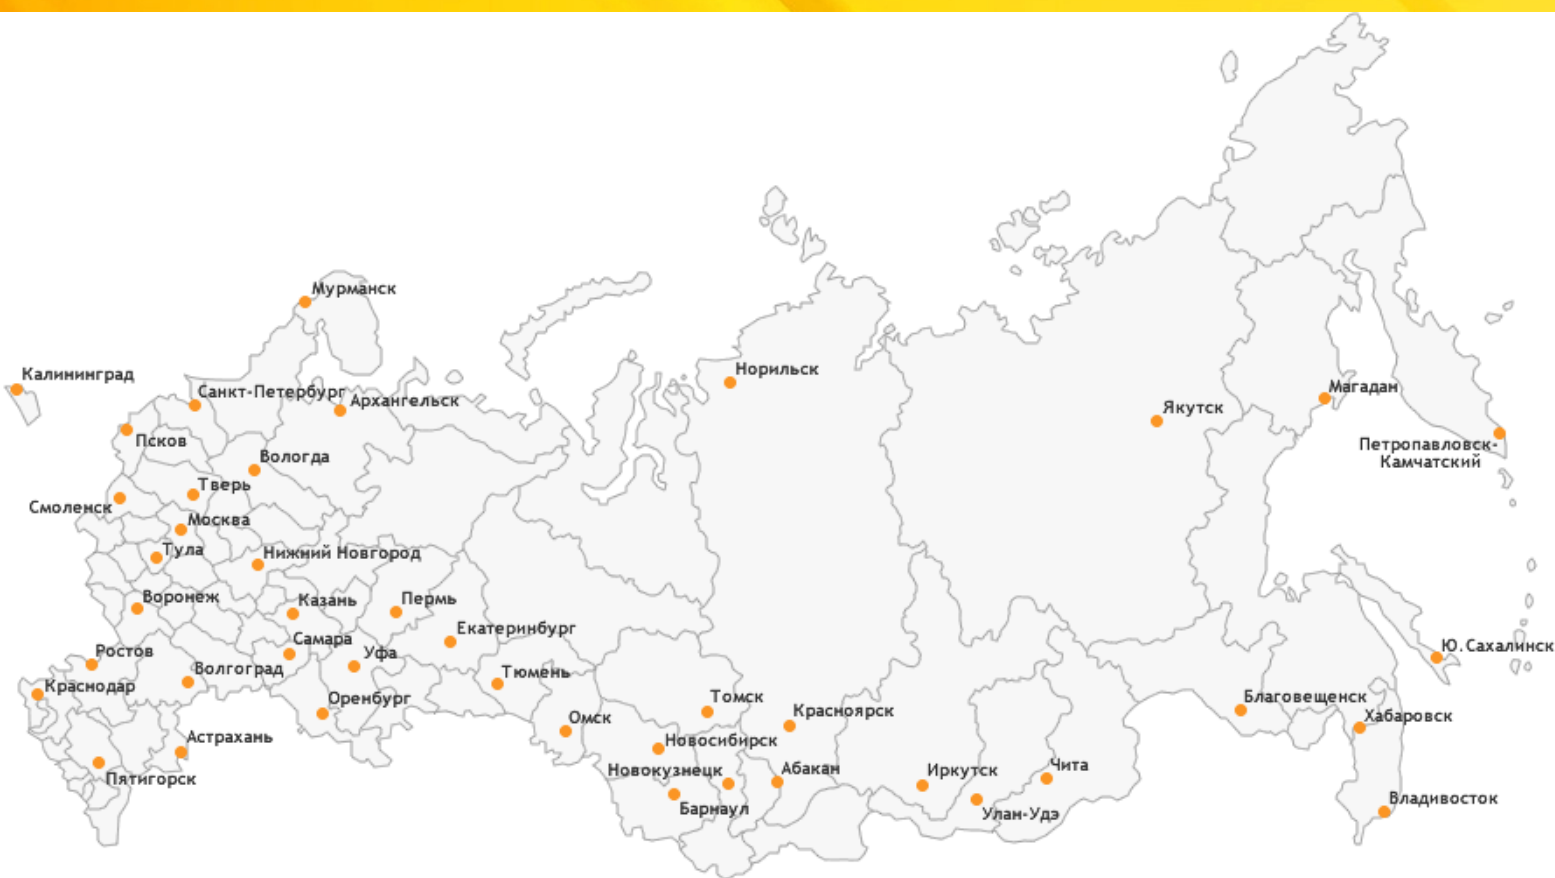 Мурманск
Калининград
Норильск
Санкт-Петербург
Магадан
Архангельск
Якутск
Псков
Петропавловск-
Камчатский
Вологда
Тверь
Смоленск
Москва
Тула
Нижний Новгород
Воронеж
Казань
Пермь
Екатеринбург
Самара
Ю.Сахалинск
Ростов
Уфа
Волгоград
Тюмень
Краснодар
Оренбург
Томск
Благовещенск
Красноярск
Омск
Хабаровск
Астрахань
Новосибирск
Новокузнецк
Абакан
Иркутск
Чита
Пятигорск
Барнаул
Владивосток
Улан-Удэ